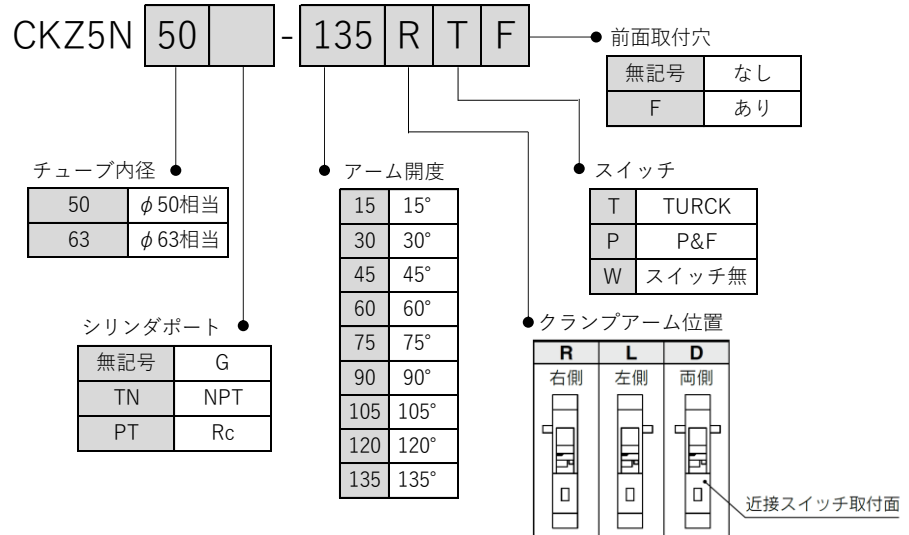 CKZ5N 50 - 135 R T F
前面取付穴
無記号 なし
F あり
チューブ内径
50 φ50相当
63 φ63相当
シリンダポート
無記号 G
TN NPT
PT Rc
アーム開度
15 15°
30 30°
45 45°
60 60°
75 75°
90 90°
105 105°
120 120°
135 135°
スイッチ
T TURCK
P P&F
W スイッチ無
クランプアーム位置
R L D
右側 左側 両側
近接スイッチ取付面